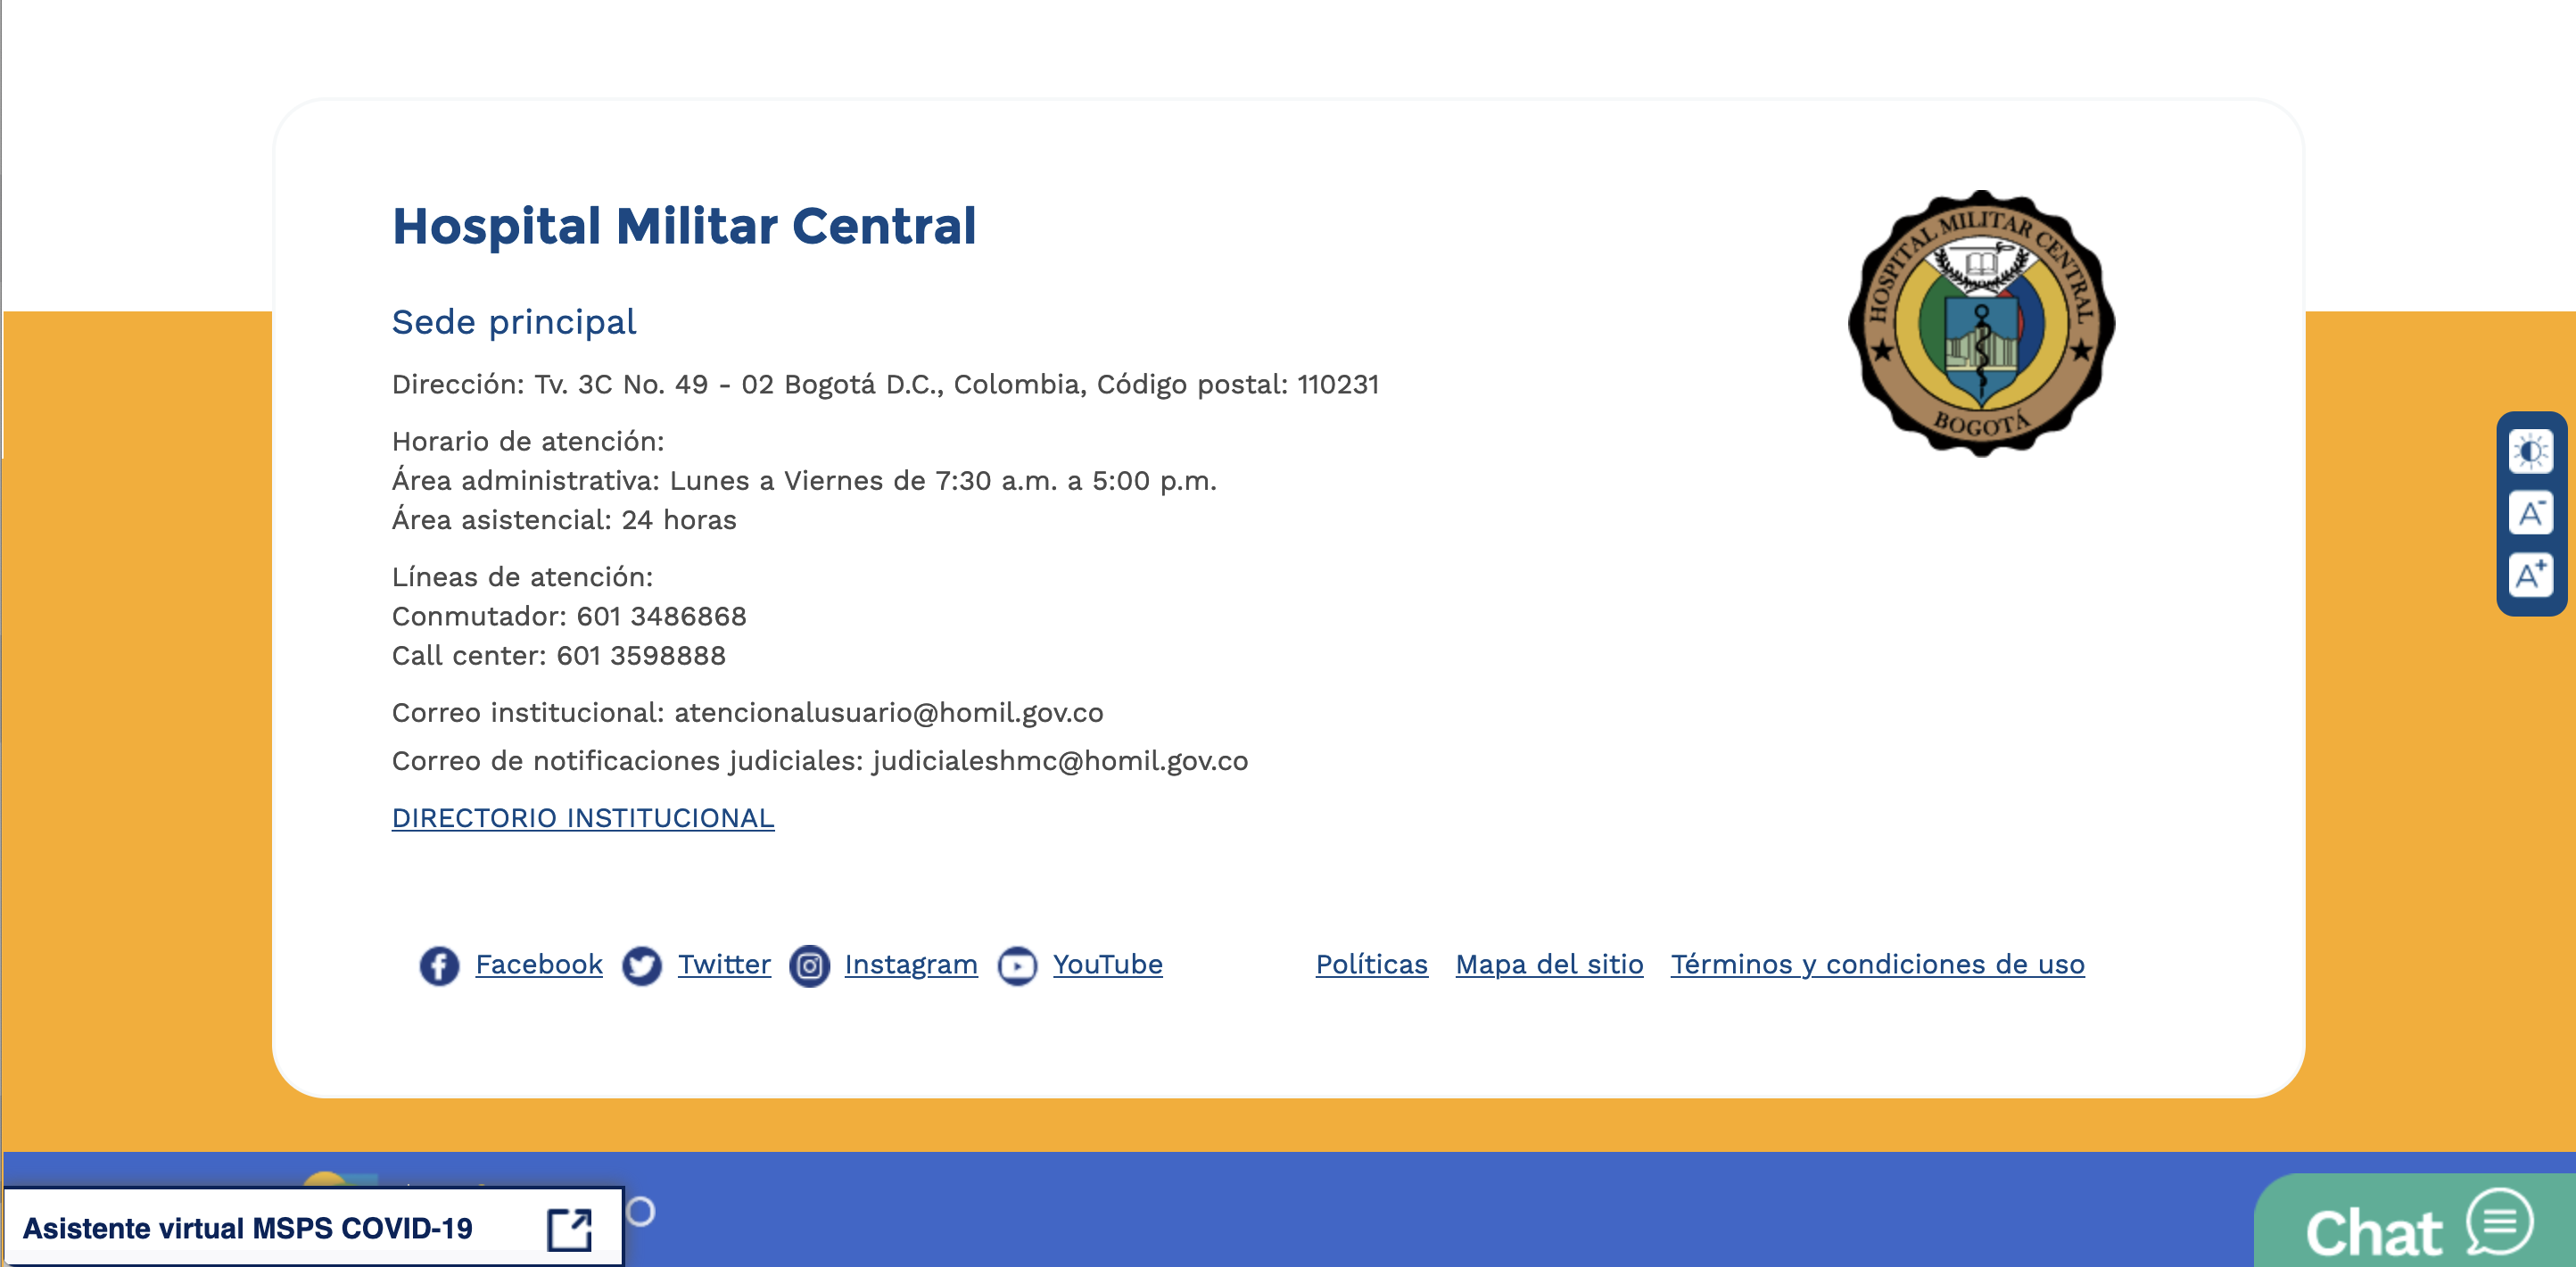 Hospital Militar Central
HOSPITAL MILITAR CENTRAL
BOGOTÁ
Sede principal
Dirección: Tv. 3C No. 49 - 02 Bogotá D.C., Colombia, Código postal: 110231
Horario de atención:
Área administrativa: Lunes a Viernes de 7:30 a.m. a 5:00 p.m.
Área asistencial: 24 horas
A-
A+
Líneas de atención:
Conmutador: 601 3486868
Call center: 601 3598888
Correo institucional: atencionalusuario@homil.gov.co
Correo de notificaciones judiciales: judicialeshmc@homil.gov.co
DIRECTORIO INSTITUCIONAL
Facebook Twitter Instagram YouTube Políticas Mapa del sitio Términos y condiciones de uso
Asistente virtual MSPS COVID-19
Chat